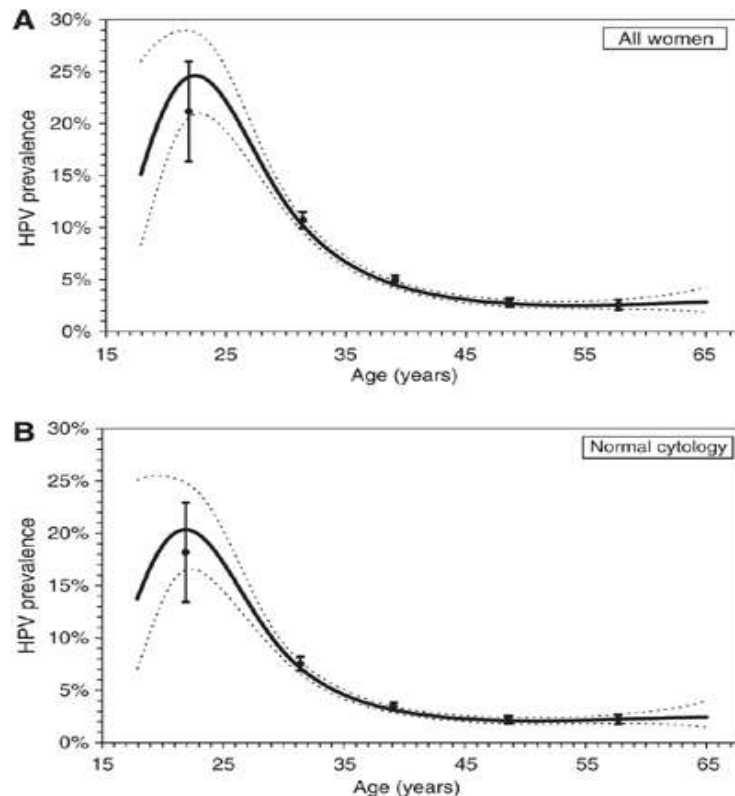 A
All women
HPV prevalence
30%
25%
20%
15%
10%
5%
0%
15 25 35 45 55 65
Age (years)
B
Normal cytology
HPV prevalence
30%
25%
20%
15%
10%
5%
0%
15 25 35 45 55 65
Age (years)